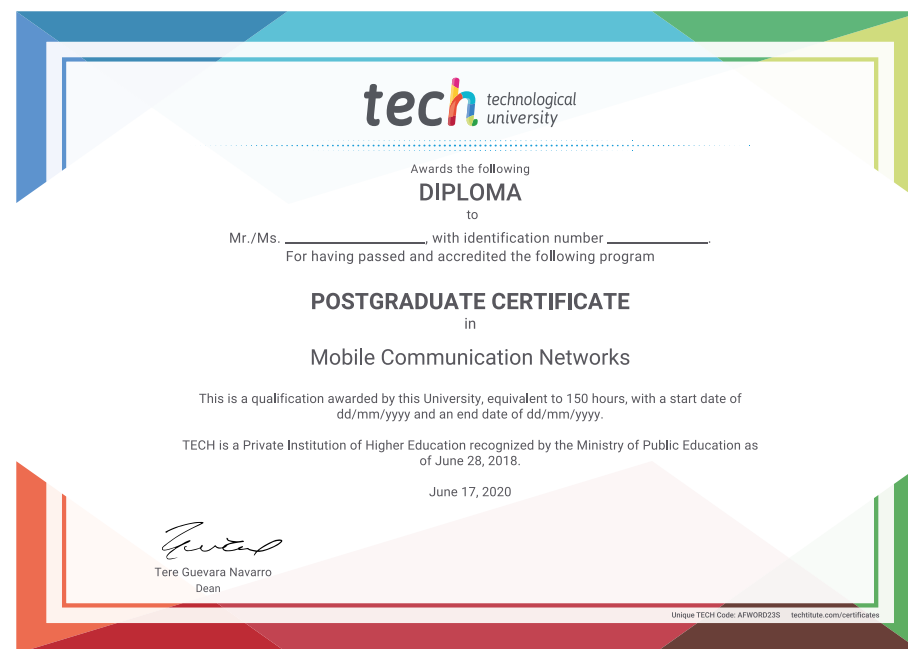 tech technological
university
Awards the following
DIPLOMA
to
Mr./Ms. ____________________, with identification number ______________.
For having passed and accredited the following program
POSTGRADUATE CERTIFICATE
in
Mobile Communication Networks
This is a qualification awarded by this University, equivalent to 150 hours, with a start date of
dd/mm/yyyy and an end date of dd/mm/yyyy.
TECH is a Private Institution of Higher Education recognized by the Ministry of Public Education as
of June 28, 2018.
June 17, 2020
Tere Guevara Navarro
Dean
Unique TECH Code: AFWORD23S techtitute.com/certificates